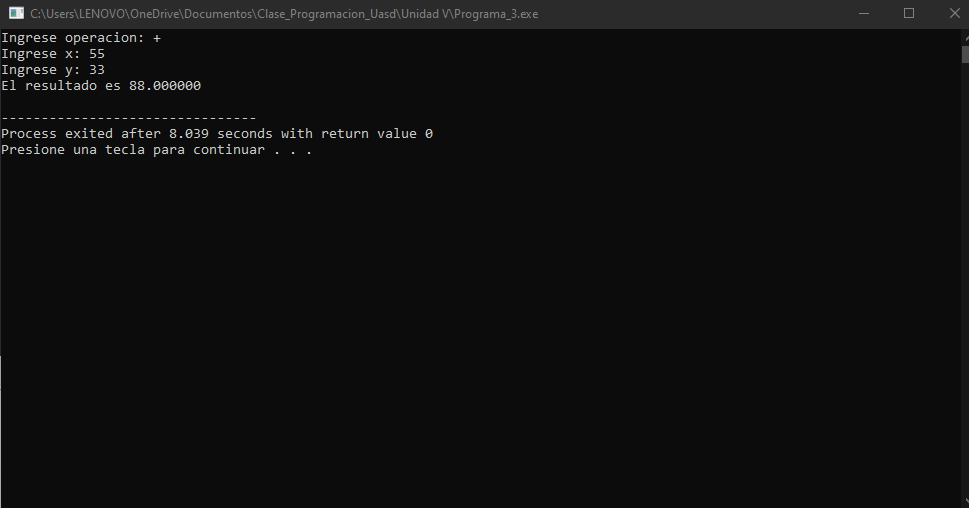 C:\Users\LENOVO\OneDrive\Documentos\Clase_Programacion_Uasd\Unidad V\Programa_3.exe
Ingrese operacion: +
Ingrese x: 55
Ingrese y: 33
El resultado es 88.000000
--------------------------------
Process exited after 8.039 seconds with return value 0
Presione una tecla para continuar . . .